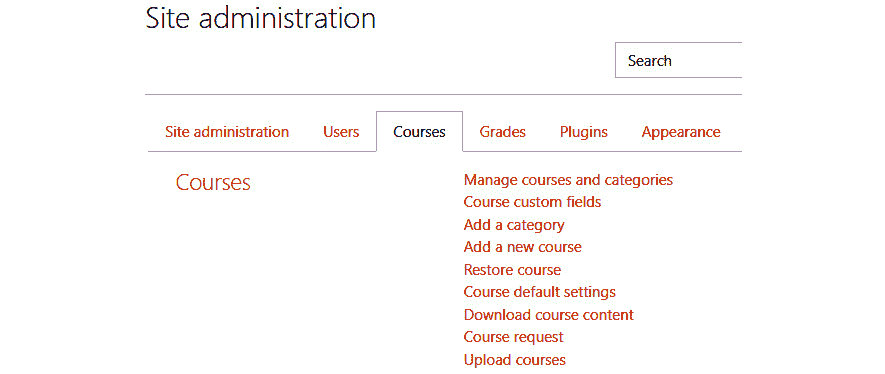 Site administration
Search
Site administration Users Courses Grades Plugins Appearance
Courses
Manage courses and categories
Course custom fields
Add a category
Add a new course
Restore course
Course default settings
Download course content
Course request
Upload courses